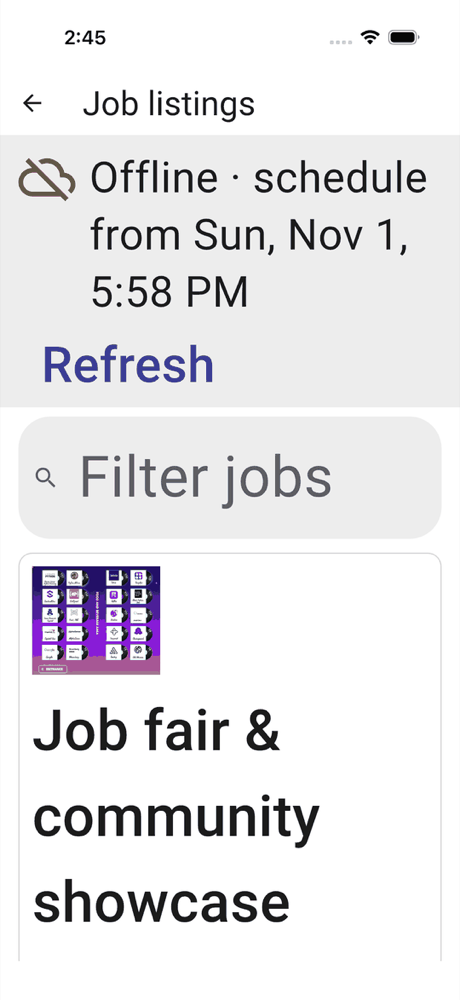 2:45
Job listings
Offline · schedule
from Sun, Nov 1,
5:58 PM
Refresh
Filter jobs
Job fair &
community
showcase